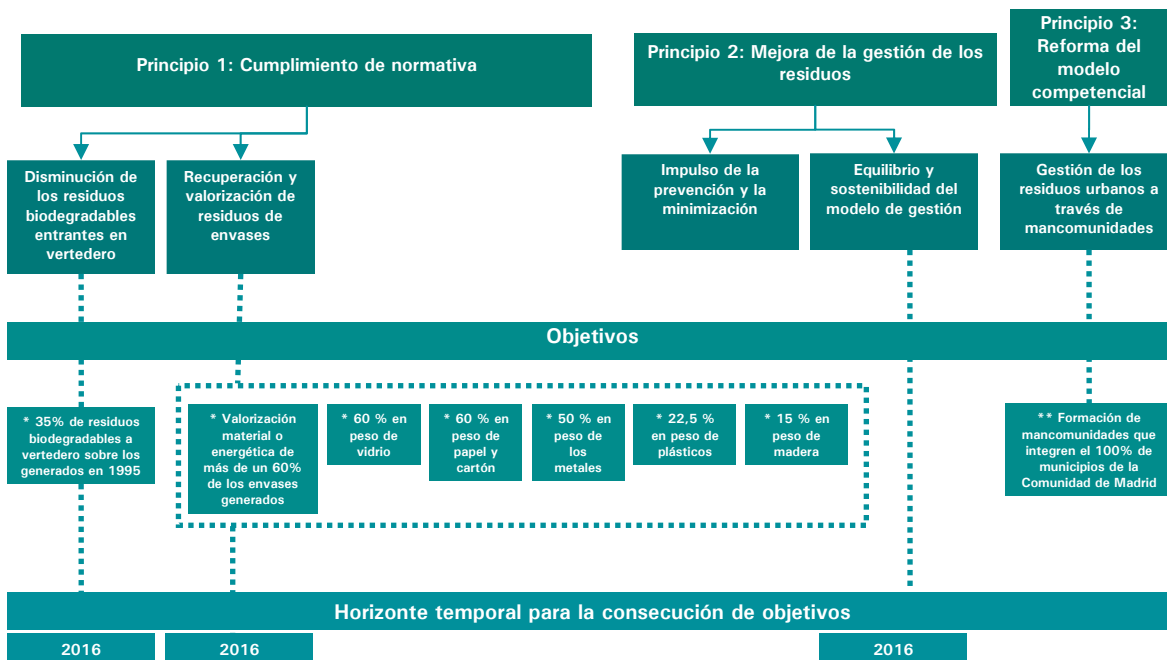 Principio 1: Cumplimiento de normativa
Principio 2: Mejora de la gestión de los
residuos
Principio 3:
Reforma del
modelo
competencial
Disminución de
los residuos
biodegradables
entrantes en
vertedero
Recuperación y
valorización de
residuos de
envases
Impulso de la
prevención y la
minimización
Equilibrio y
sostenibilidad del
modelo de gestión
Gestión de los
residuos urbanos a
través de
mancomunidades
Objetivos
* 35% de residuos
biodegradables a
vertedero sobre los
generados en 1995
* Valorización
material o
energética de
más de un 60%
de los envases
generados
* 60 % en
peso de
vidrio
* 60 % en
peso de
papel y
cartón
* 50 % en
peso de
los
metales
* 22,5 %
en peso de
plásticos
* 15 % en
peso de
madera
** Formación de
mancomunidades que
integren el 100% de
municipios de la
Comunidad de Madrid
Horizonte temporal para la consecución de objetivos
2016
2016
2016